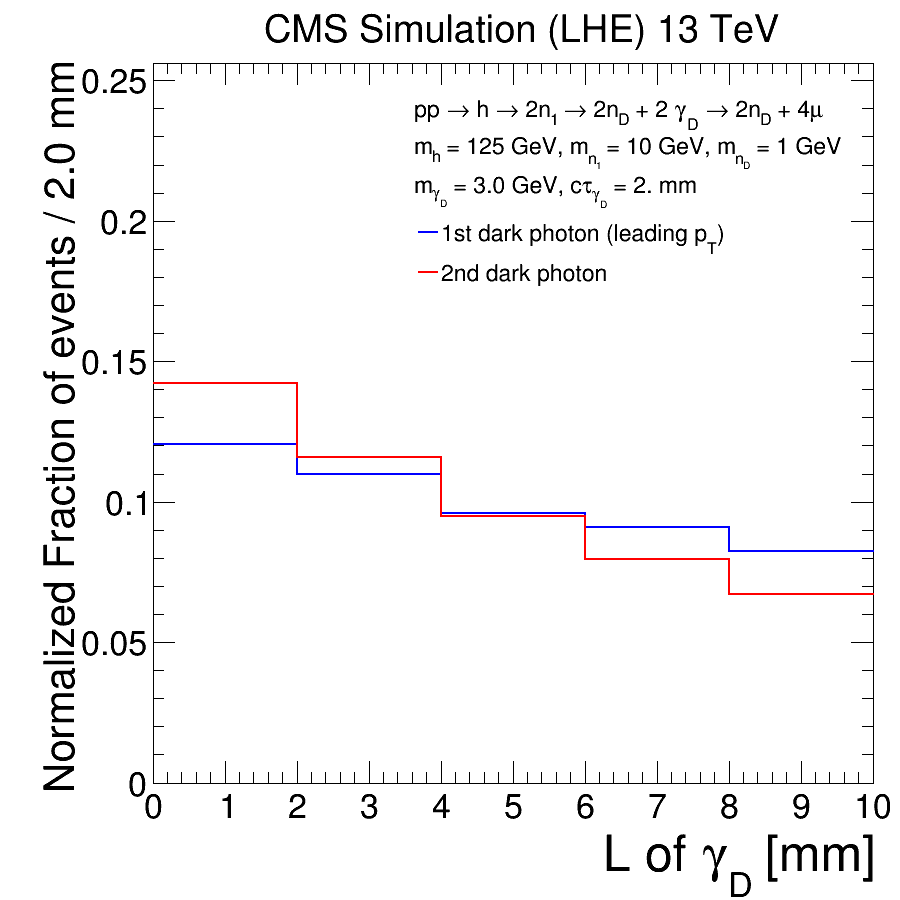 CMS Simulation (LHE) 13 TeV
Normalized Fraction of events / 2.0 mm
0.25
0.2
0.15
0.1
0.05
0
pp → h → 2n1 → 2nD + 2 γD → 2nD + 4μ
mh = 125 GeV, mn1 = 10 GeV, mnD = 1 GeV
mγD = 3.0 GeV, cτγD = 2. mm
1st dark photon (leading pT)
2nd dark photon
0 1 2 3 4 5 6 7 8 9 10
L of γD [mm]